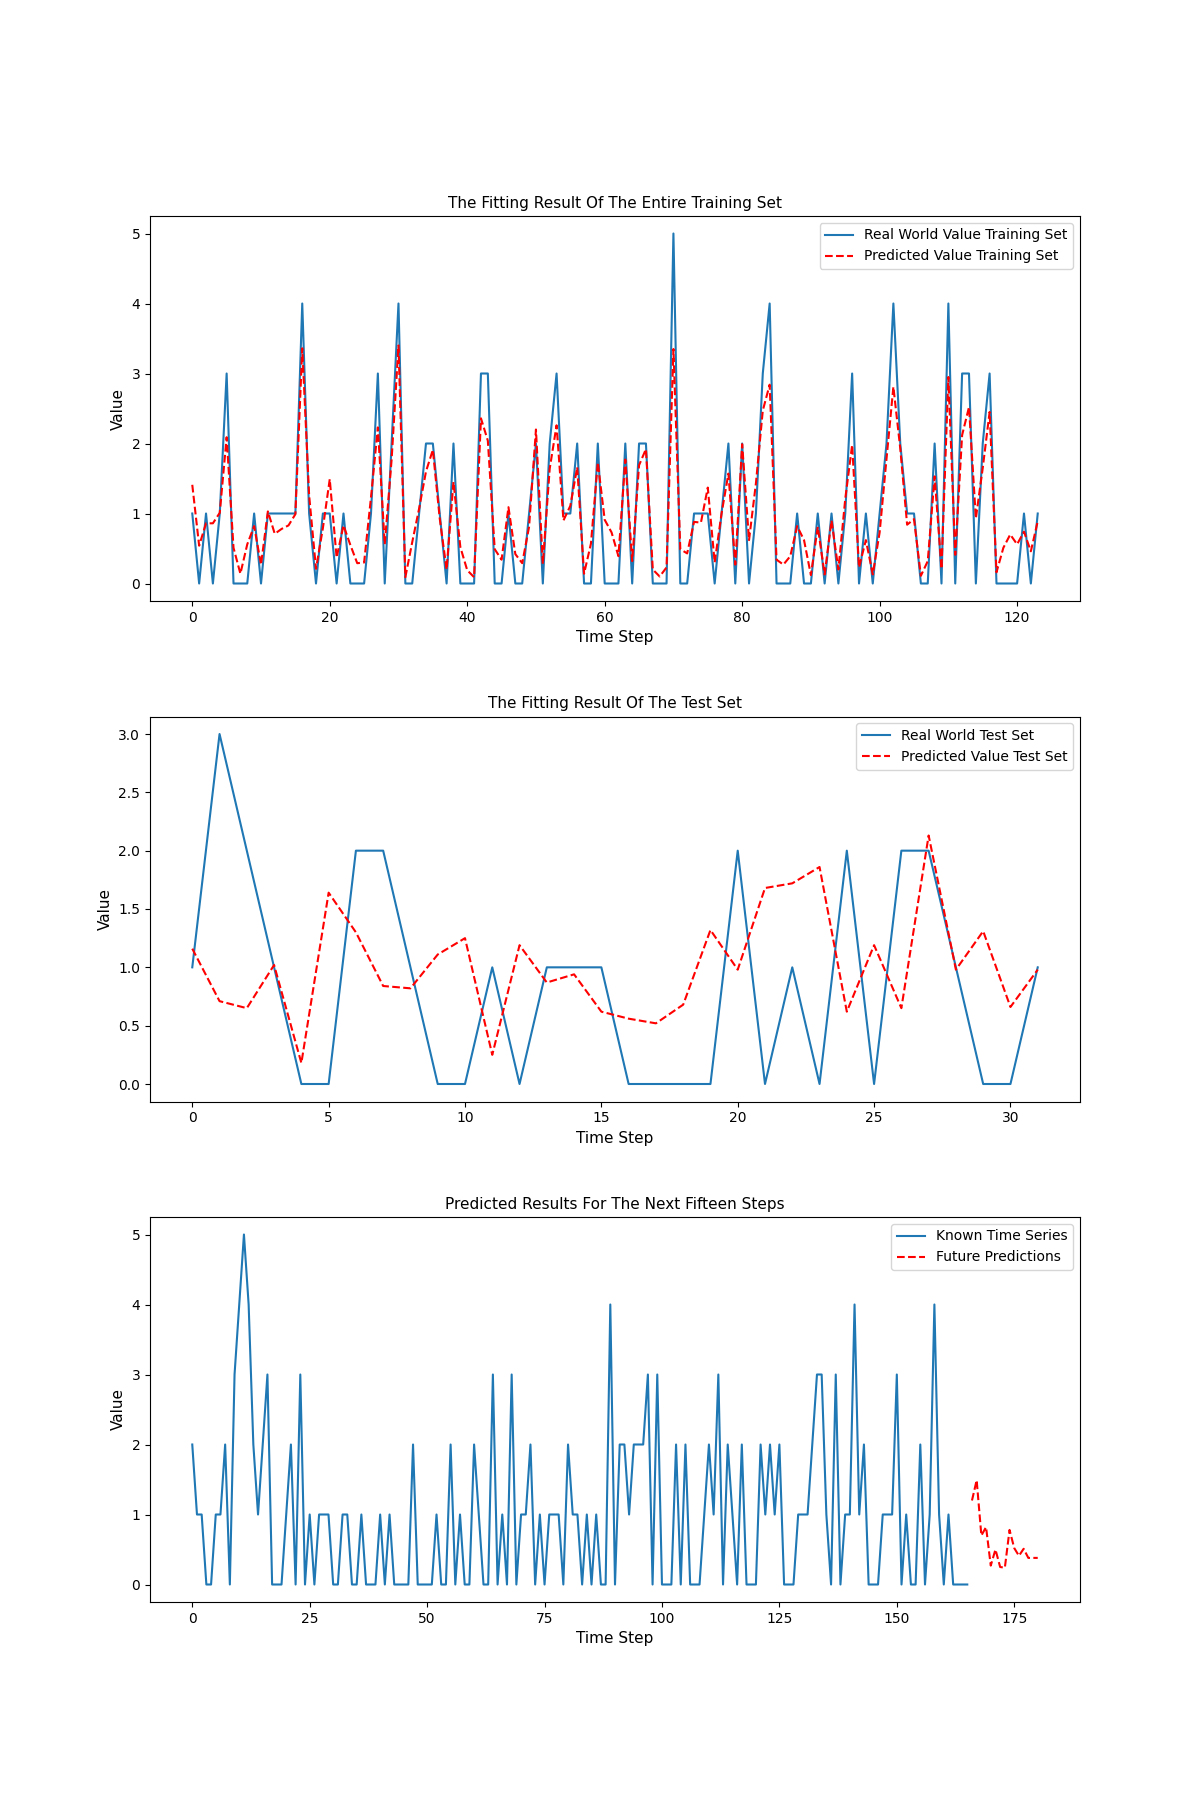 The Fitting Result Of The Entire Training Set
Real World Value Training Set
Predicted Value Training Set
5
4
3
2
1
0
Value
0 20 40 60 80 100 120
Time Step
The Fitting Result Of The Test Set
Real World Test Set
Predicted Value Test Set
3.0
2.5
2.0
1.5
1.0
0.5
0.0
Value
0 5 10 15 20 25 30
Time Step
Predicted Results For The Next Fifteen Steps
Known Time Series
Future Predictions
5
4
3
2
1
0
Value
0 25 50 75 100 125 150 175
Time Step